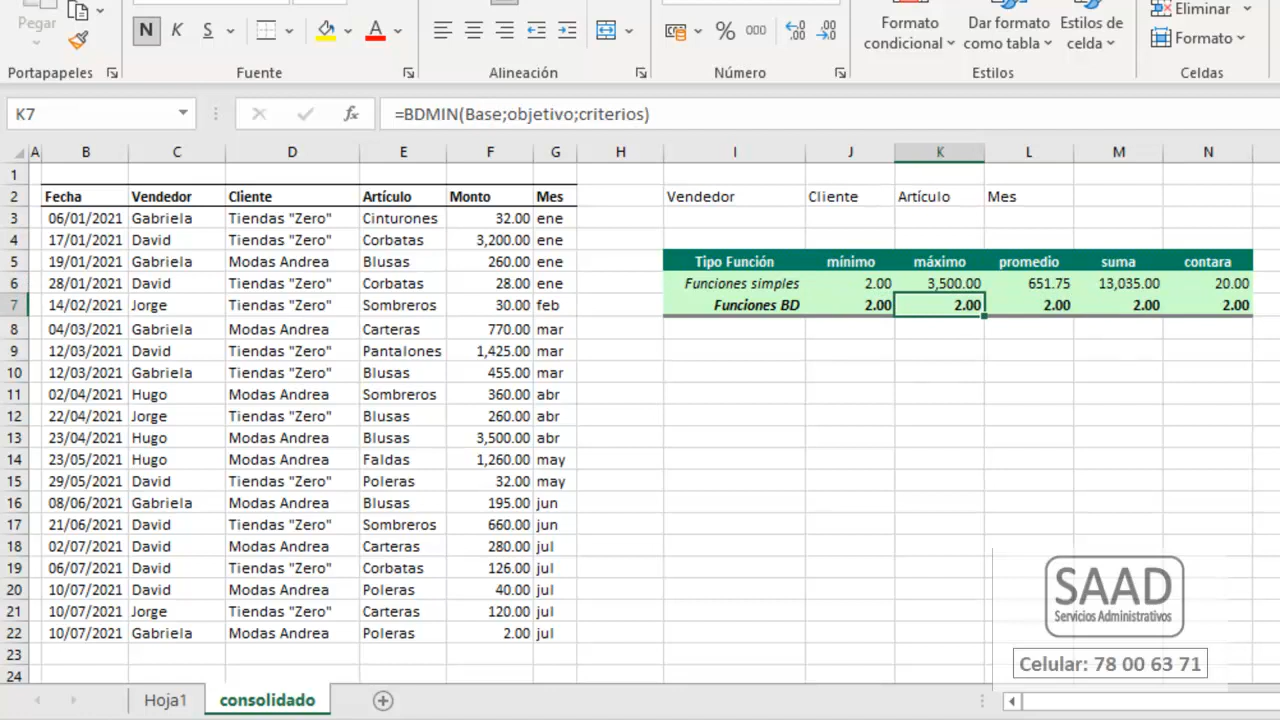 Pegar
N K S A
% 000
Formato condicional
Dar formato como tabla
Estilos de celda
Eliminar
Formato
Portapapeles Fuente Alineación Número Estilos Celdas
K7 fx =BDMIN(Base;objetivo;criterios)
A B C D E F G H I J K L M N
1
2 Fecha Vendedor Cliente Artículo Monto Mes Vendedor Cliente Artículo Mes
3 06/01/2021 Gabriela Tiendas "Zero" Cinturones 32.00 ene
4 17/01/2021 David Tiendas "Zero" Corbatas 3,200.00 ene
5 19/01/2021 Gabriela Modas Andrea Blusas 260.00 ene Tipo Función mínimo máximo promedio suma contara
6 28/01/2021 David Tiendas "Zero" Corbatas 28.00 ene Funciones simples 2.00 3,500.00 651.75 13,035.00 20.00
7 14/02/2021 Jorge Tiendas "Zero" Sombreros 30.00 feb Funciones BD 2.00 2.00 2.00 2.00 2.00
8 04/03/2021 Gabriela Modas Andrea Carteras 770.00 mar
9 12/03/2021 David Tiendas "Zero" Pantalones 1,425.00 mar
10 12/03/2021 Gabriela Tiendas "Zero" Blusas 455.00 mar
11 02/04/2021 Hugo Modas Andrea Sombreros 360.00 abr
12 22/04/2021 Jorge Tiendas "Zero" Blusas 260.00 abr
13 23/04/2021 Hugo Modas Andrea Blusas 3,500.00 abr
14 23/05/2021 Hugo Modas Andrea Faldas 1,260.00 may
15 29/05/2021 David Tiendas "Zero" Poleras 32.00 may
16 08/06/2021 Gabriela Modas Andrea Blusas 195.00 jun
17 21/06/2021 David Tiendas "Zero" Sombreros 660.00 jun
18 02/07/2021 David Modas Andrea Carteras 280.00 jul
19 06/07/2021 David Tiendas "Zero" Corbatas 126.00 jul
20 10/07/2021 David Modas Andrea Poleras 40.00 jul
21 10/07/2021 Jorge Tiendas "Zero" Carteras 120.00 jul
22 10/07/2021 Gabriela Modas Andrea Poleras 2.00 jul
23
24
SAAD
Servicios Administrativos
Celular: 78 00 63 71
Hoja1 consolidado